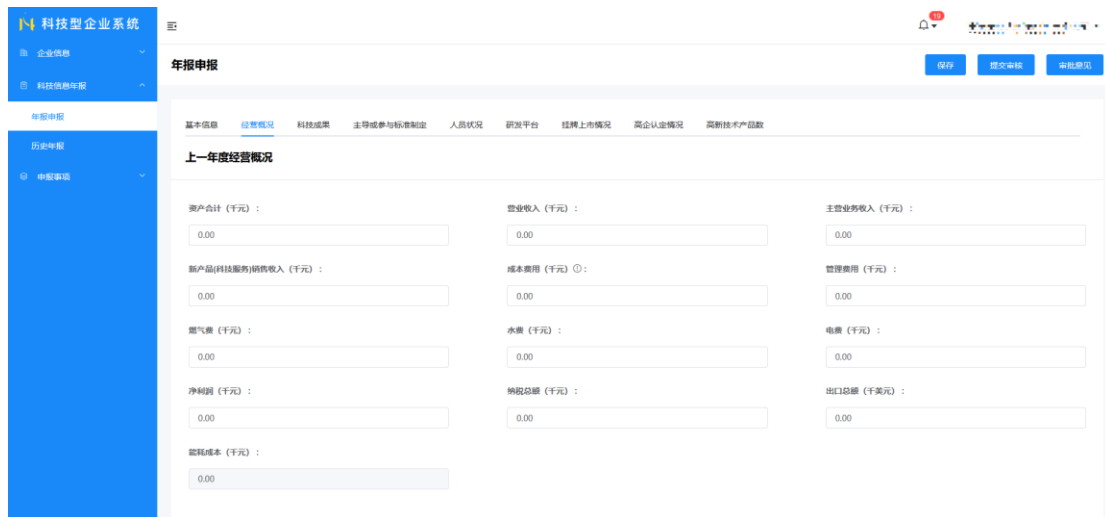 科技型企业系统
19
企业信息
科技信息年报
年报申报
历史年报
申报事项
年报申报
保存 提交审核 审批意见
基本信息 经营概况 科技成果 主导或参与标准制定 人员状况 研发平台 挂牌上市情况 高企认定情况 高新技术产品数
上一年度经营概况
资产合计（千元）： 营业收入（千元）： 主营业务收入（千元）：
0.00 0.00 0.00
新产品(科技服务)销售收入（千元）： 成本费用（千元）： 管理费用（千元）：
0.00 0.00 0.00
燃气费（千元）： 水费（千元）： 电费（千元）：
0.00 0.00 0.00
净利润（千元）： 纳税总额（千元）： 出口总额（千美元）：
0.00 0.00 0.00
能耗成本（千元）：
0.00